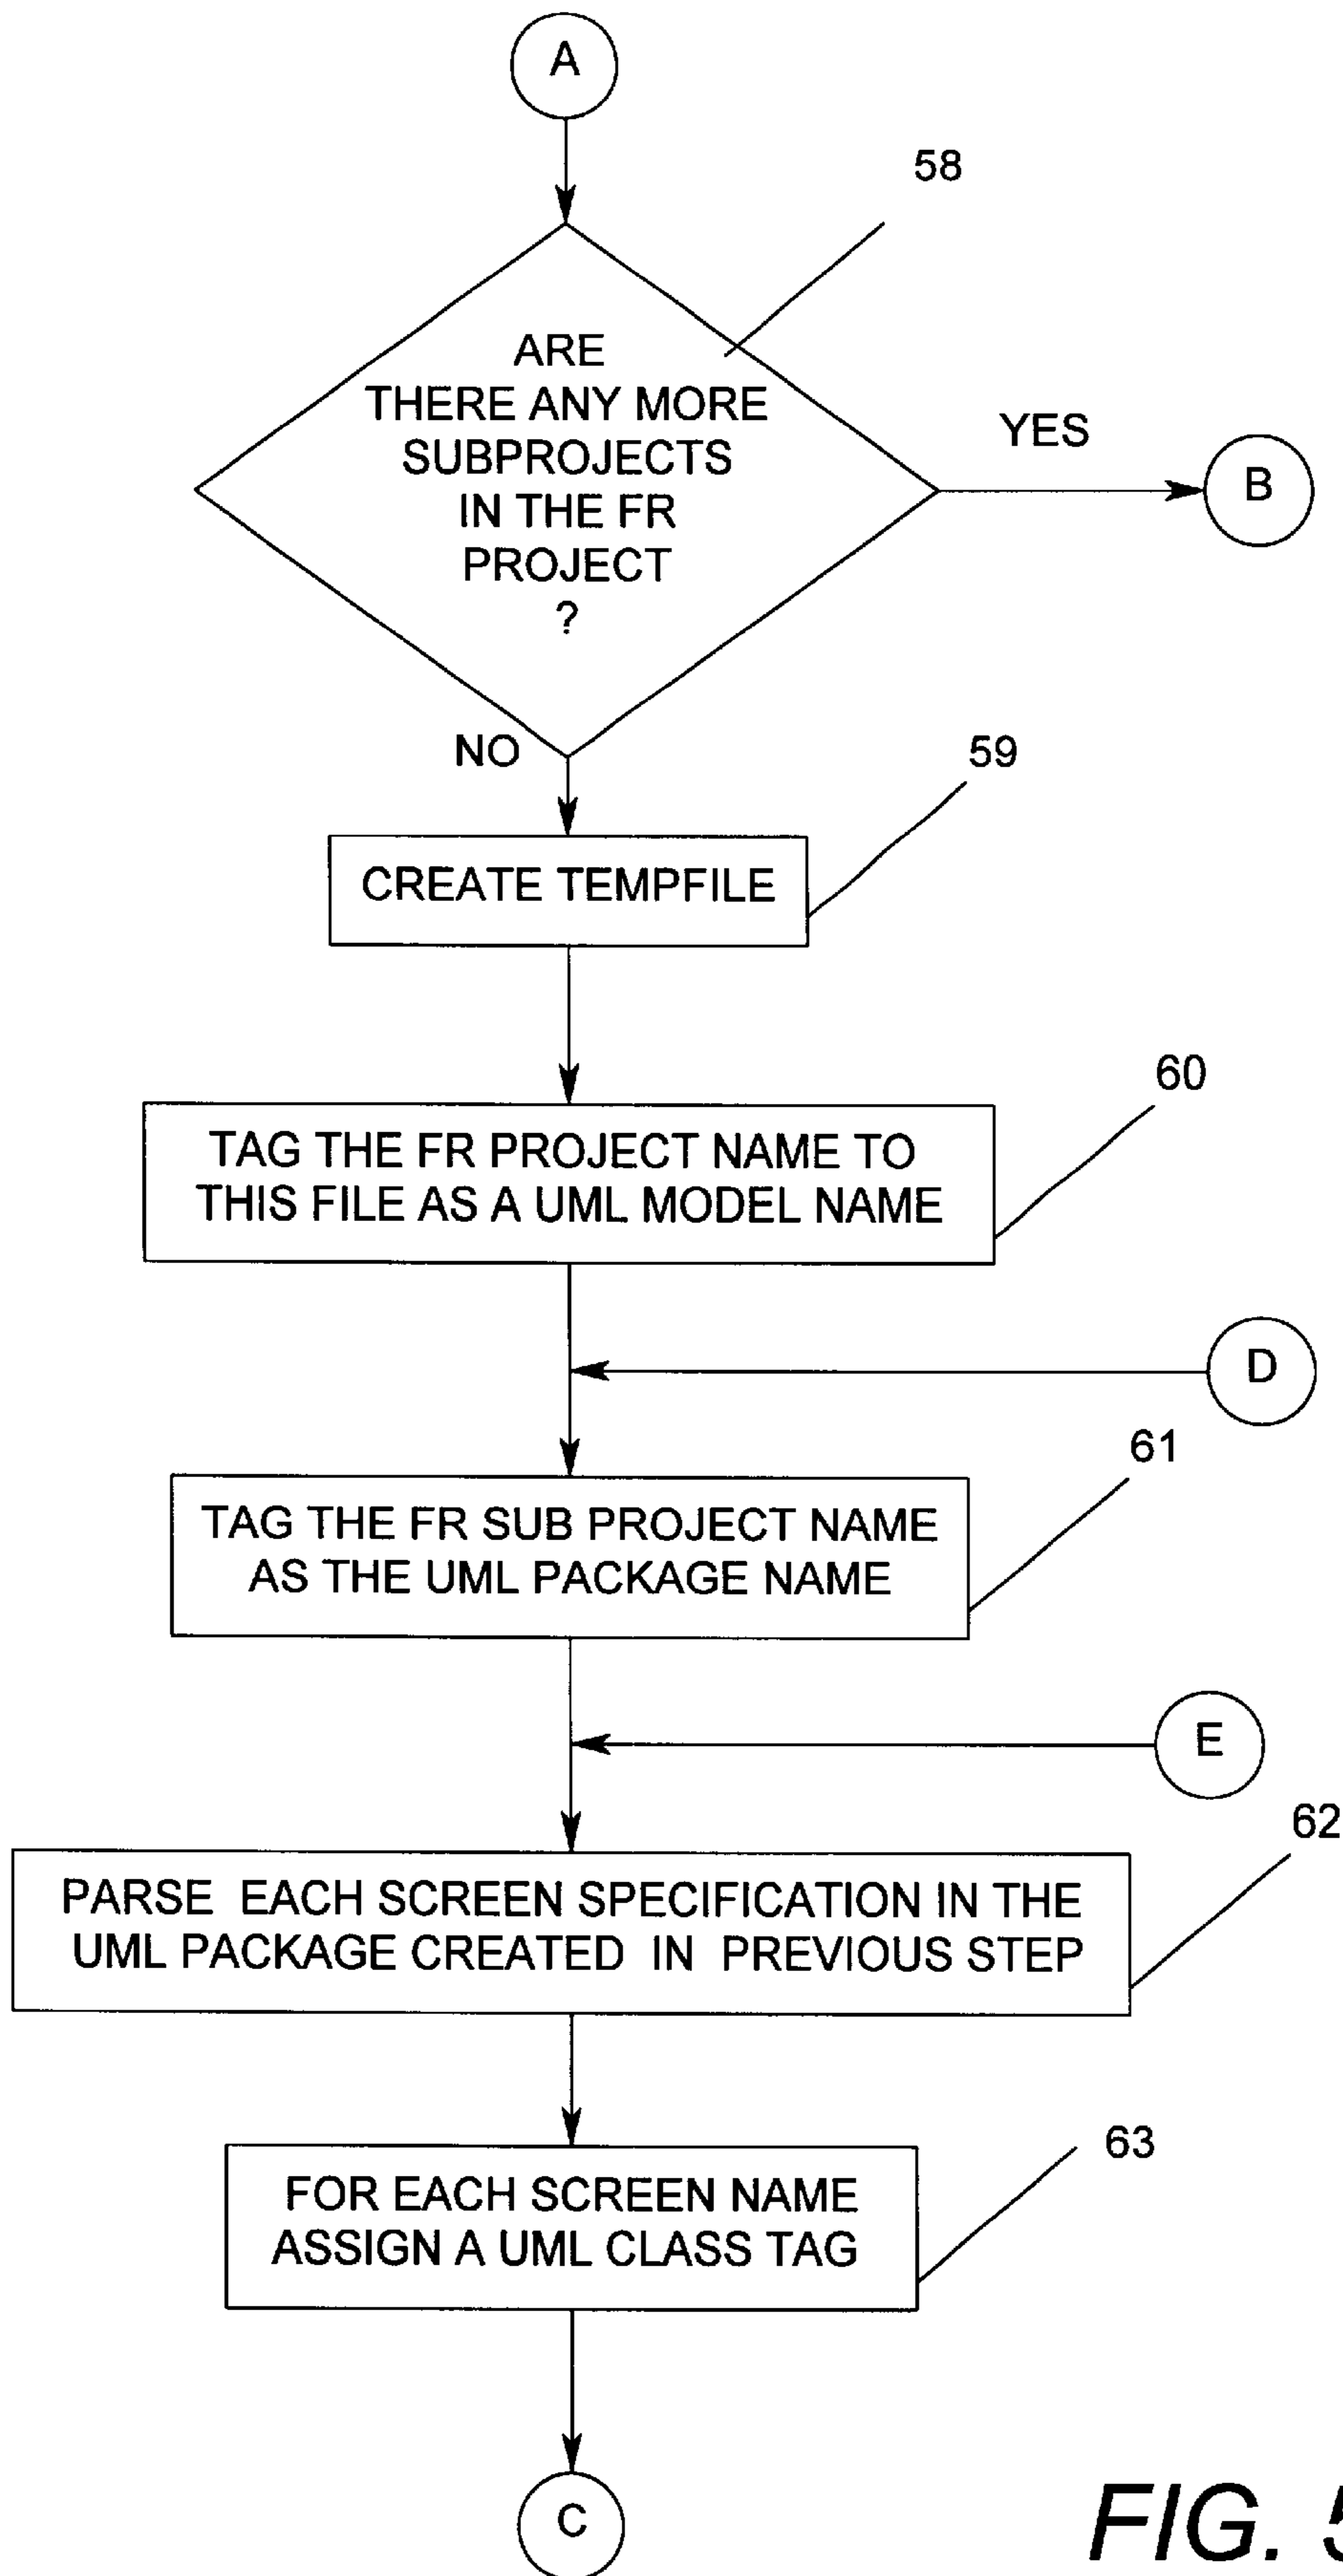 A
58
ARE
THERE ANY MORE
SUBPROJECTS
IN THE FR
PROJECT
?
YES
B
NO
59
CREATE TEMPFILE
60
TAG THE FR PROJECT NAME TO
THIS FILE AS A UML MODEL NAME
D
61
TAG THE FR SUB PROJECT NAME
AS THE UML PACKAGE NAME
E
62
PARSE EACH SCREEN SPECIFICATION IN THE
UML PACKAGE CREATED IN PREVIOUS STEP
63
FOR EACH SCREEN NAME
ASSIGN A UML CLASS TAG
C
FIG.